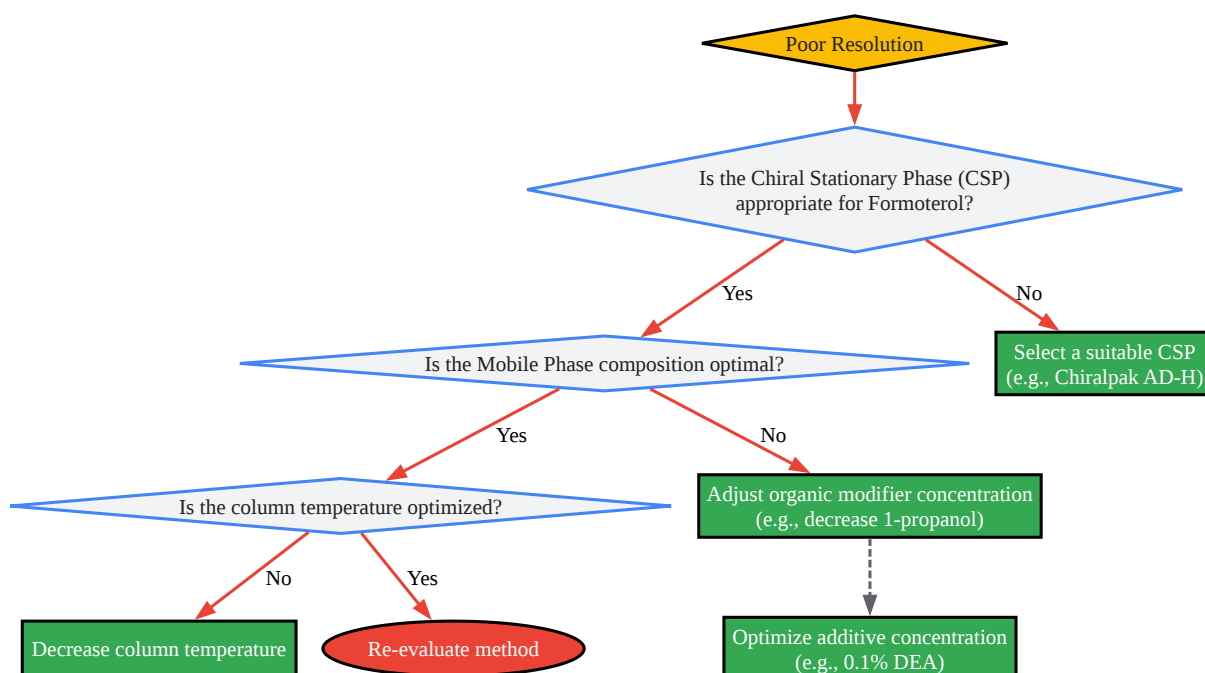 Poor Resolution
Is the Chiral Stationary Phase (CSP)
appropriate for Formoterol?
Yes
No
Is the Mobile Phase composition optimal?
Select a suitable CSP
(e.g., Chiralpak AD-H)
Yes
No
Is the column temperature optimized?
Adjust organic modifier concentration
(e.g., decrease 1-propanol)
No
Yes
Decrease column temperature
Re-evaluate method
Optimize additive concentration
(e.g., 0.1% DEA)